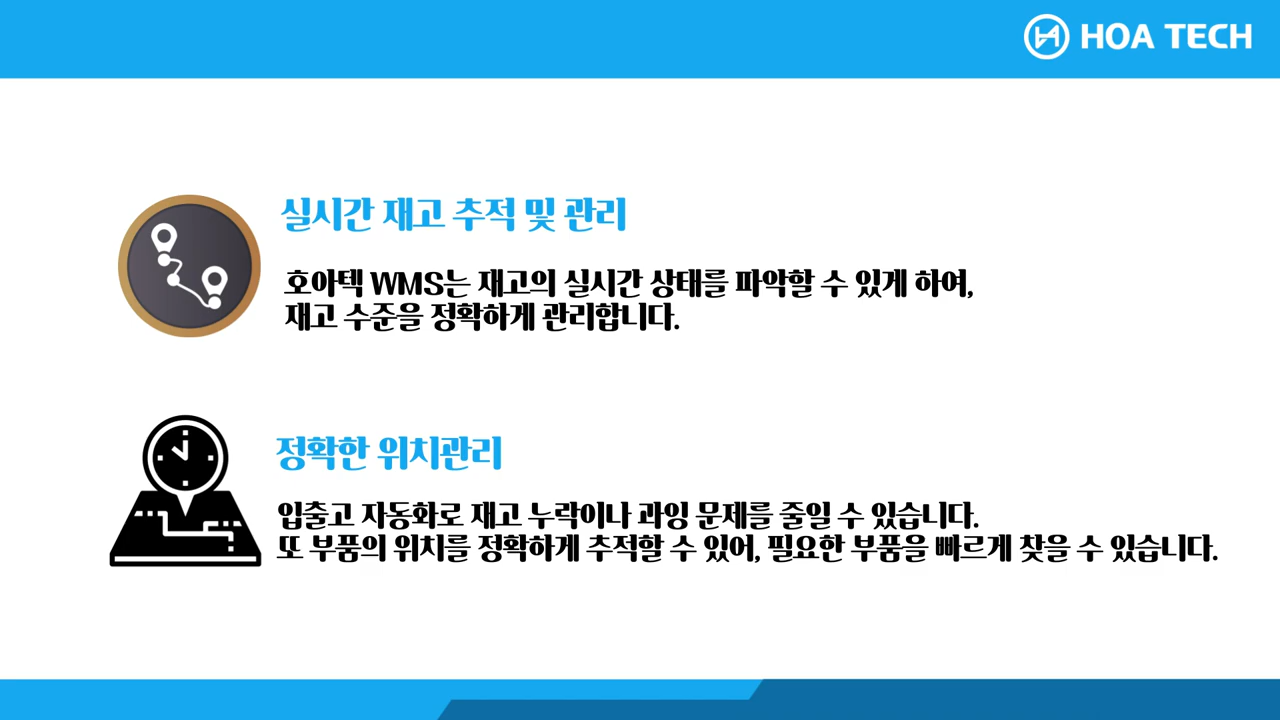 HOA TECH
실시간 재고 추적 및 관리
호아텍 WMS는 재고의 실시간 상태를 파악할 수 있게 하여,
재고 수준을 정확하게 관리합니다.
정확한 위치관리
입출고 자동화로 재고 누락이나 과잉 문제를 줄일 수 있습니다.
또 부품의 위치를 정확하게 추적할 수 있어, 필요한 부품을 빠르게 찾을 수 있습니다.